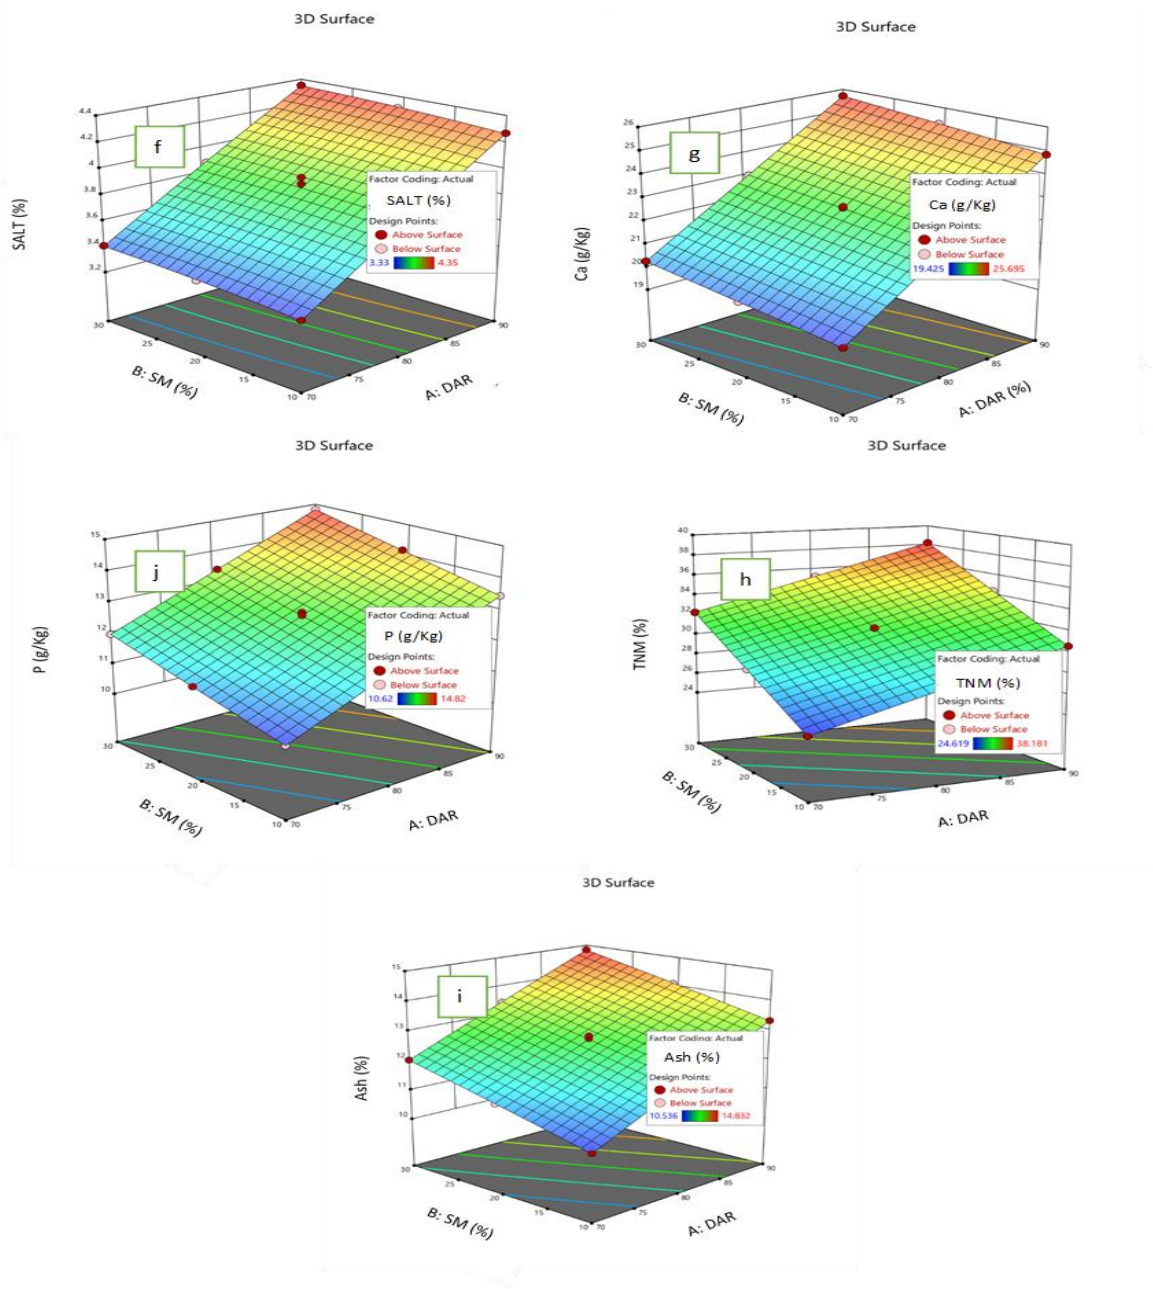 3D Surface
4.4
4.2
4
3.8
3.6
3.4
3.2
SALT (%)
f
Factor Coding: Actual
SALT (%)
Design Points:
Above Surface
Below Surface
3.33 4.35
30
25
20
15
10
B: SM (%)
70
75
80
85
90
A: DAR
3D Surface
26
25
24
23
22
21
20
19
Ca (g/Kg)
g
Factor Coding: Actual
Ca (g/Kg)
Design Points:
Above Surface
Below Surface
19.425 25.695
30
25
20
15
10
B: SM (%)
70
75
80
85
90
A: DAR (%)
3D Surface
15
14
13
12
11
10
P (g/Kg)
j
Factor Coding: Actual
P (g/Kg)
Design Points:
Above Surface
Below Surface
10.62 14.82
30
25
20
15
10
B: SM (%)
70
75
80
85
90
A: DAR
3D Surface
40
38
36
34
32
30
28
26
24
TNM (%)
h
Factor Coding: Actual
TNM (%)
Design Points:
Above Surface
Below Surface
24.619 38.181
30
25
20
15
10
B: SM (%)
70
75
80
85
90
A: DAR
3D Surface
15
14
13
12
11
10
Ash (%)
i
Factor Coding: Actual
Ash (%)
Design Points:
Above Surface
Below Surface
10.536 14.832
30
25
20
15
10
B: SM (%)
70
75
80
85
90
A: DAR